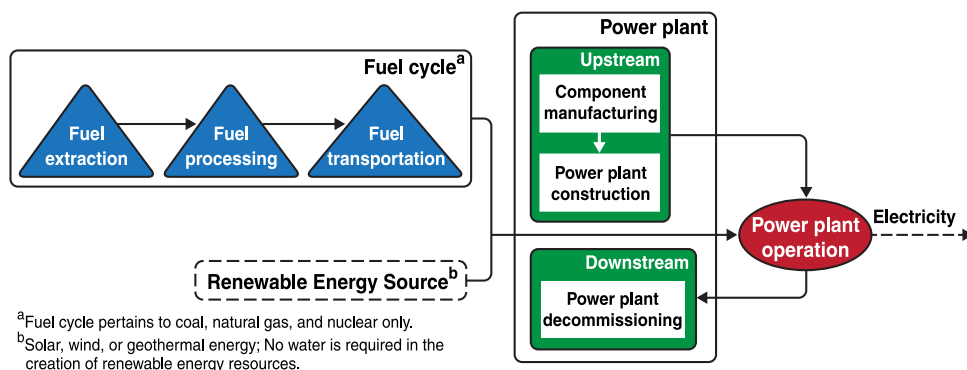 Fuel cycle^a
Fuel
extraction
Fuel
processing
Fuel
transportation
Renewable Energy Source^b
Power plant
Upstream
Component
manufacturing
Power plant
construction
Downstream
Power plant
decommissioning
Power plant
operation
Electricity
^aFuel cycle pertains to coal, natural gas, and nuclear only.
^bSolar, wind, or geothermal energy; No water is required in the
creation of renewable energy resources.